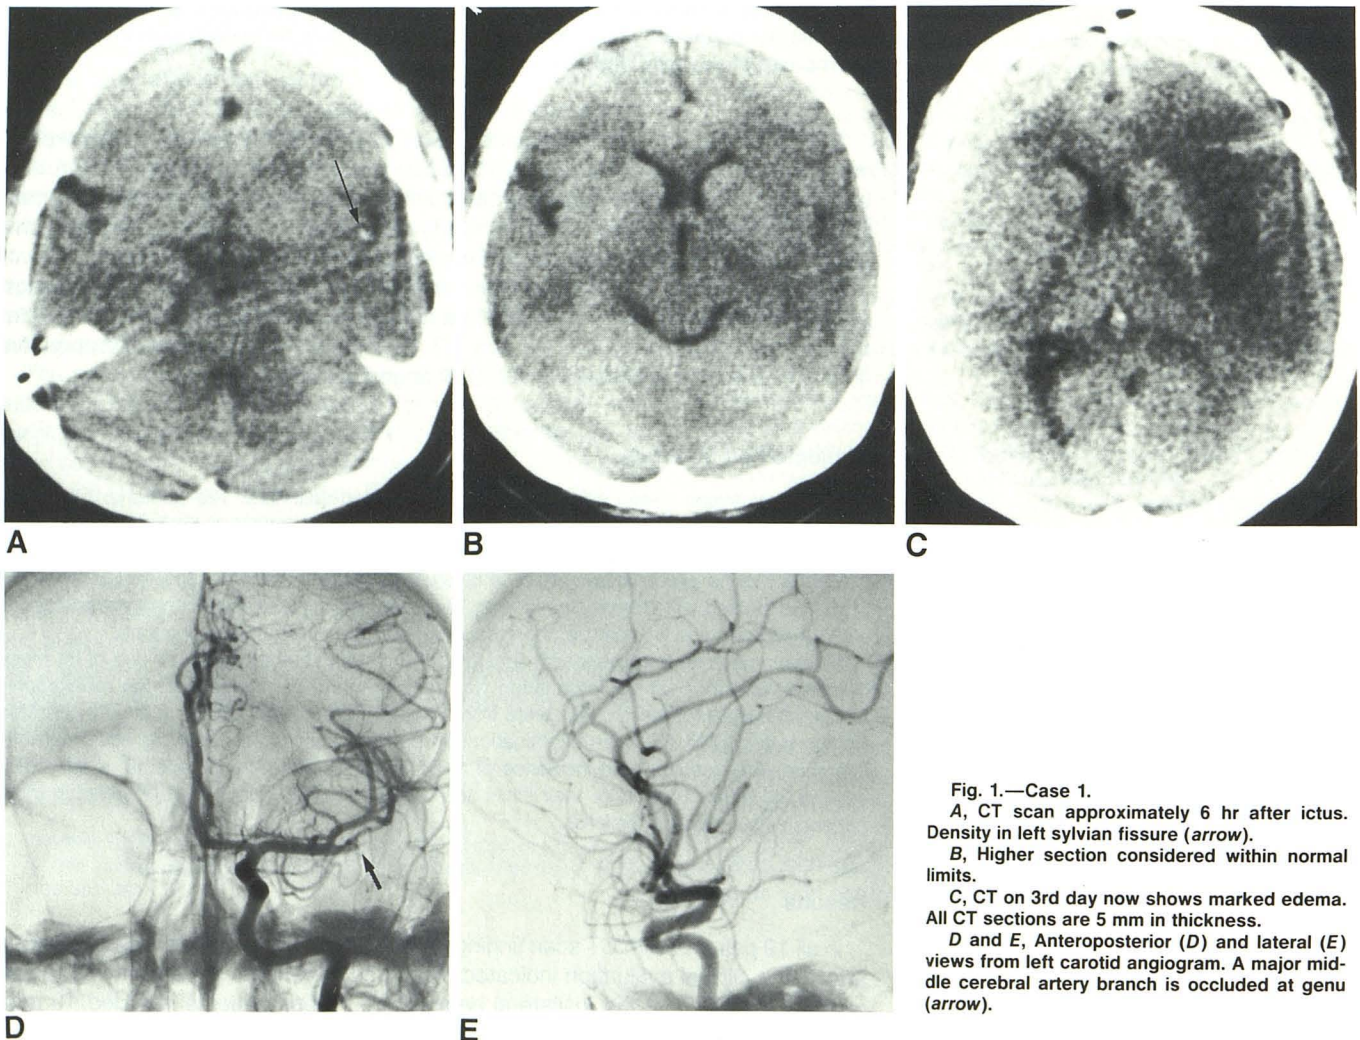 A
B
C
D
E
Fig. 1.—Case 1.
A, CT scan approximately 6 hr after ictus.
Density in left sylvian fissure (arrow).
B, Higher section considered within normal
limits.
C, CT on 3rd day now shows marked edema.
All CT sections are 5 mm in thickness.
D and E, Anteroposterior (D) and lateral (E)
views from left carotid angiogram. A major mid-
dle cerebral artery branch is occluded at genu
(arrow).